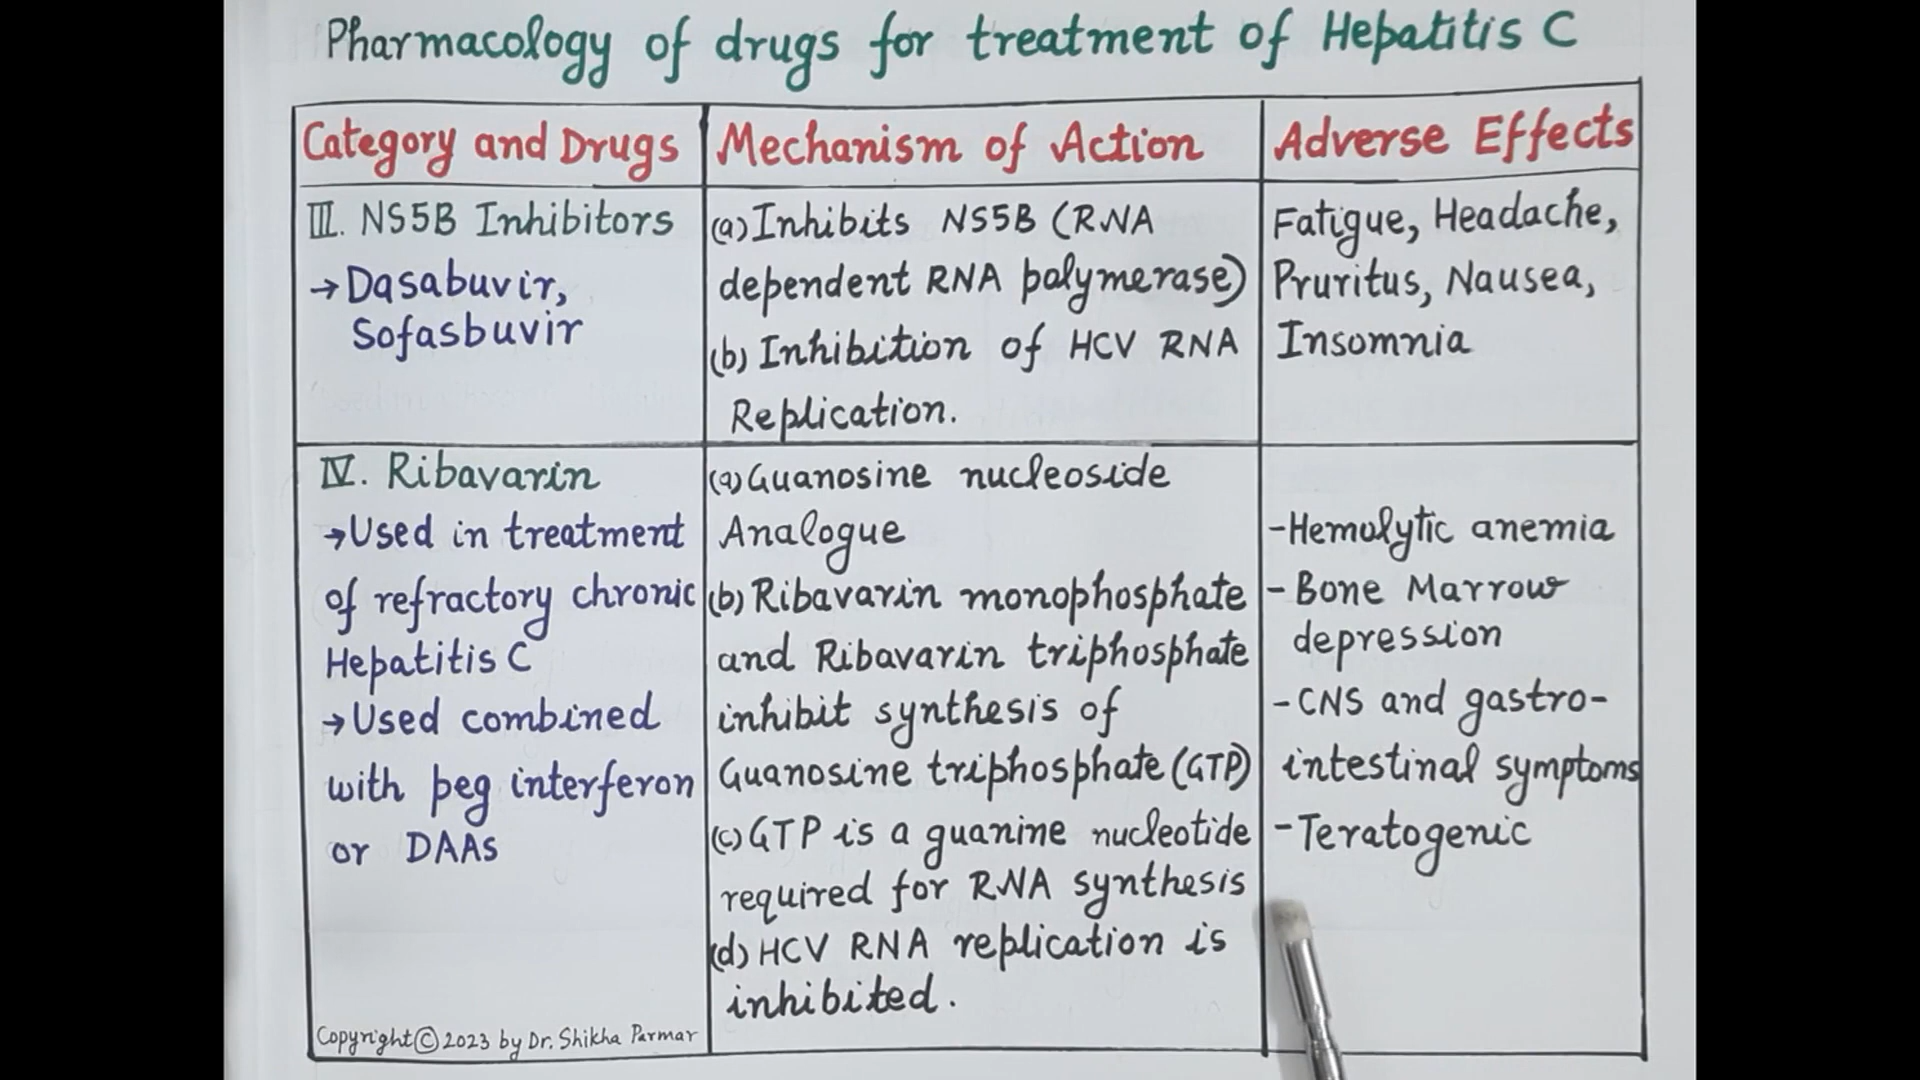 Pharmacology of drugs for treatment of Hepatitis C
Category and Drugs
Mechanism of Action
Adverse Effects
III. NS5B Inhibitors
→Dasabuvir,
Sofasbuvir
(a) Inhibits NS5B (RNA
dependent RNA polymerase)
(b) Inhibition of HCV RNA
Replication.
Fatigue, Headache,
Pruritus, Nausea,
Insomnia
IV. Ribavarin
→Used in treatment
of refractory chronic
Hepatitis C
→Used combined
with peg interferon
or DAAs
(a) Guanosine nucleoside
Analogue
(b) Ribavarin monophosphate
and Ribavarin triphosphate
inhibit synthesis of
Guanosine triphosphate (GTP)
(c) GTP is a guanine nucleotide
required for RNA synthesis
(d) HCV RNA replication is
inhibited.
-Hemolytic anemia
-Bone Marrow
depression
-CNS and gastro-
intestinal symptoms
-Teratogenic
Copyright © 2023 by Dr. Shikha Parmar